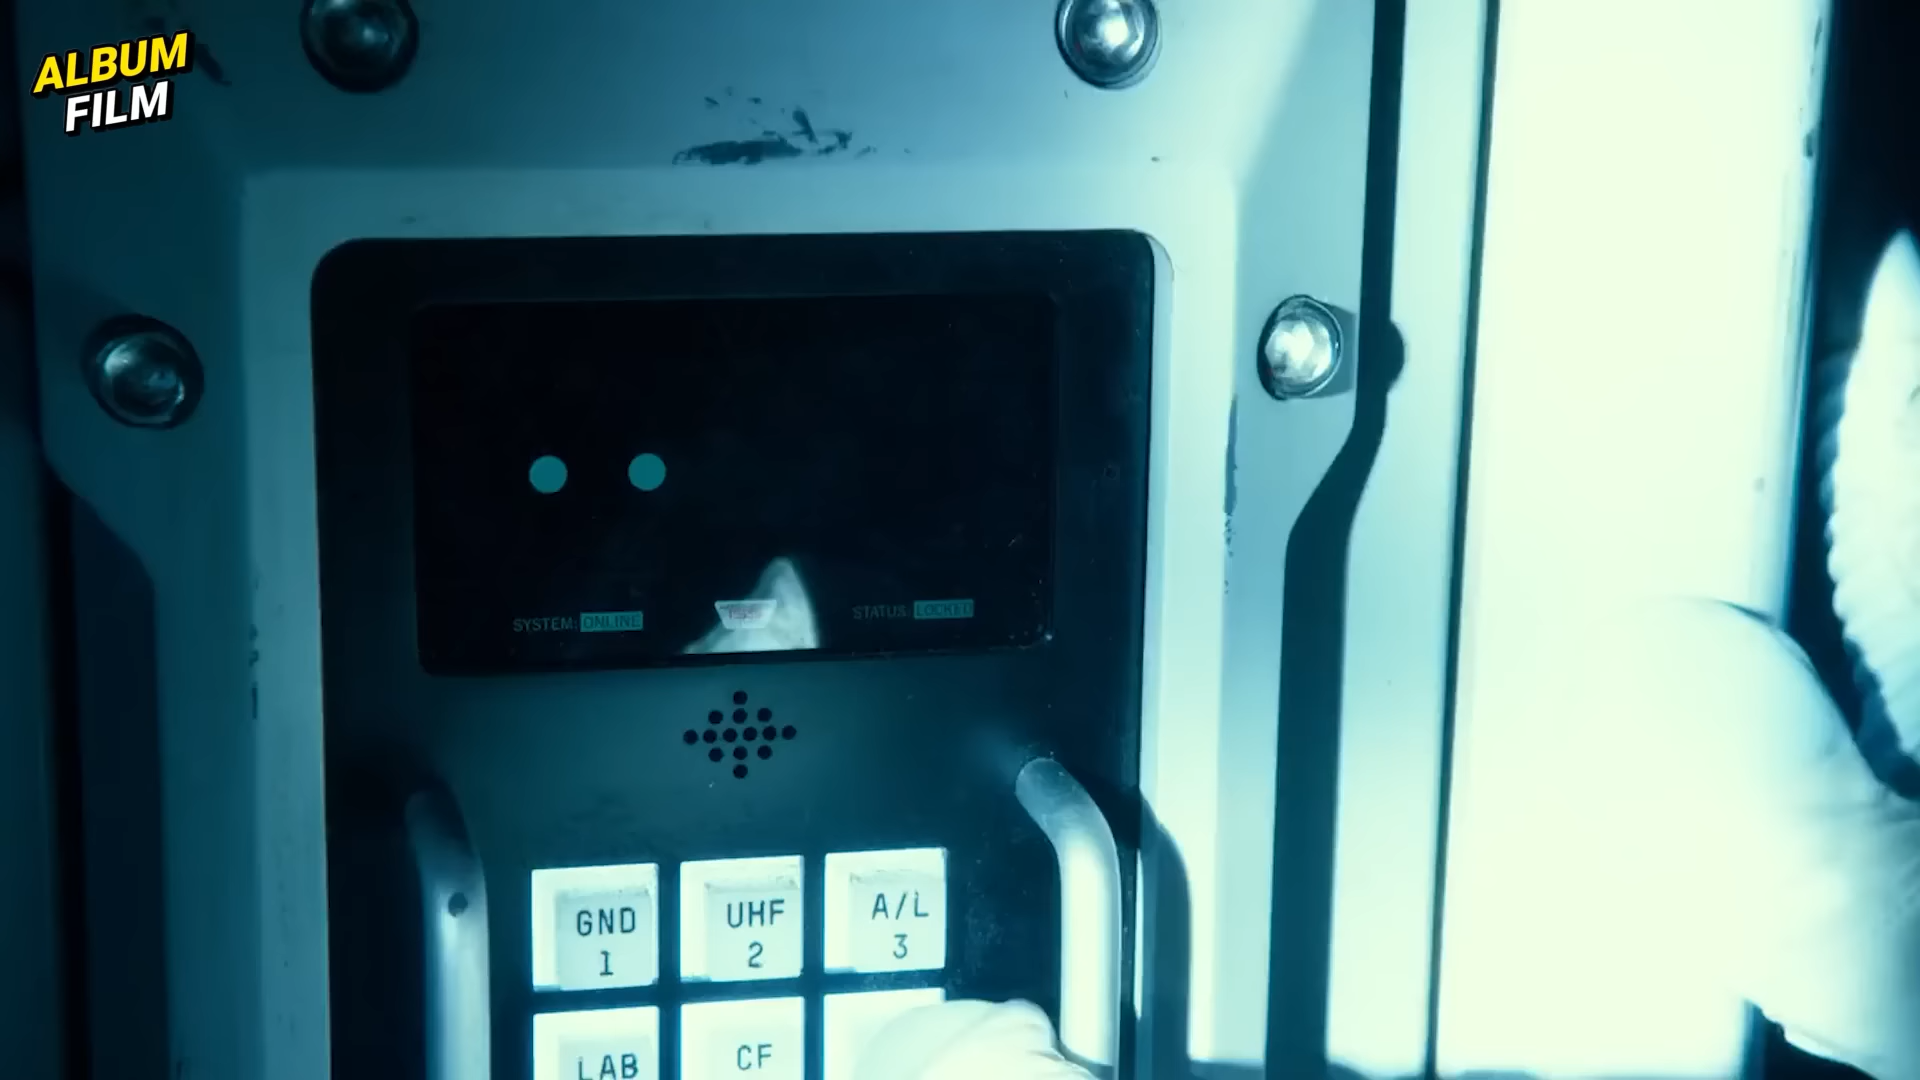 ALBUM
FILM
SYSTEM: ONLINE
STATUS: LOCKED
GND
1
UHF
2
A/L
3
LAB
CF